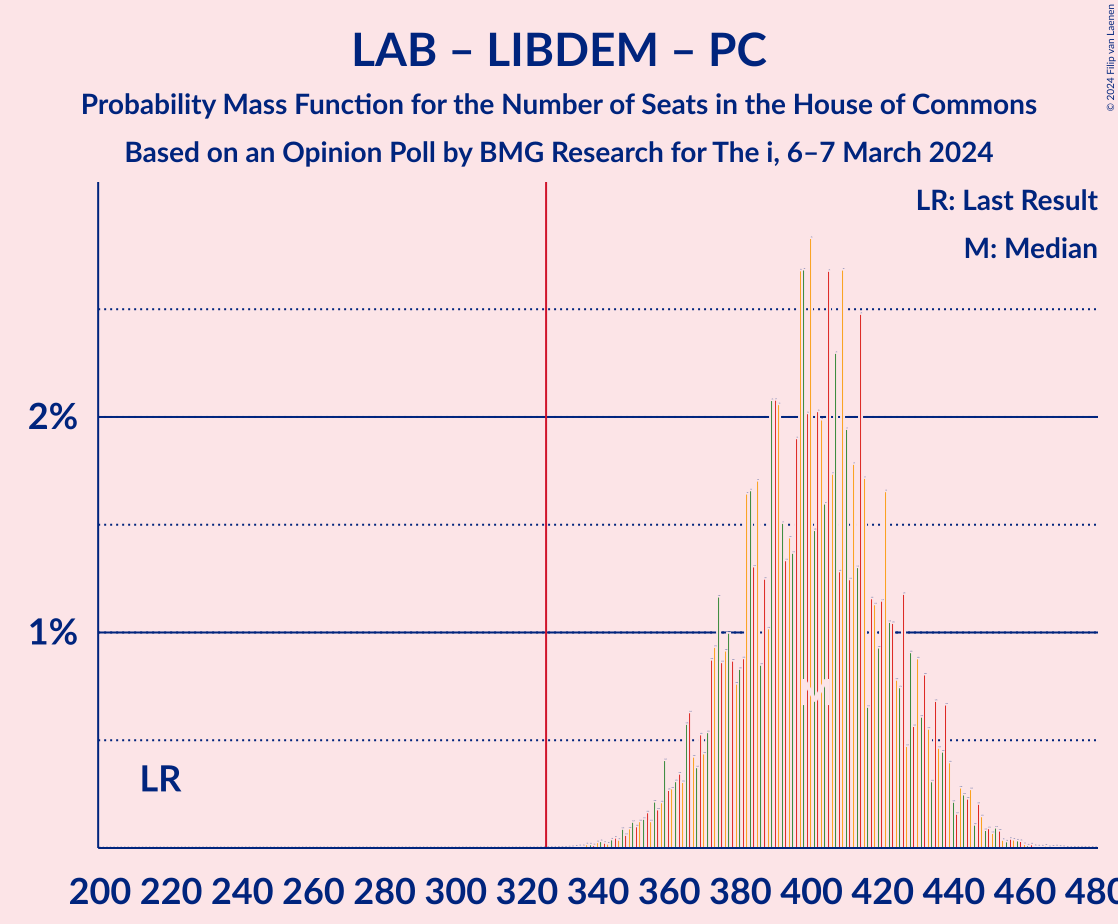 LAB – LIBDEM – PC
Probability Mass Function for the Number of Seats in the House of Commons
Based on an Opinion Poll by BMG Research for The i, 6–7 March 2024
© 2024 Filip van Laenen
LR: Last Result
M: Median
2%
1%
LR
M
200 220 240 260 280 300 320 340 360 380 400 420 440 460 480